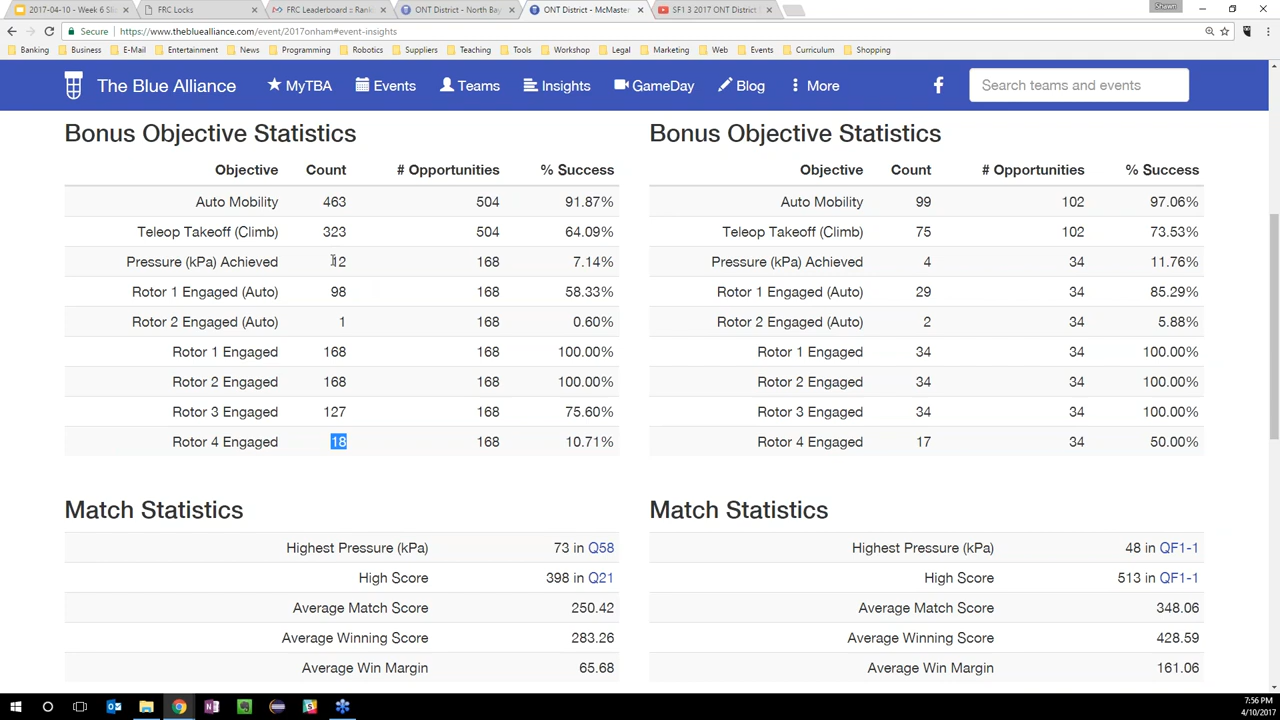 2017-04-10 - Week 6 Sli
FRC Locks
FRC Leaderboard :: Ranki
ONT District - North Bay
ONT District - McMaster
SF1 3 2017 ONT District
Shawn
Secure
https://www.thebluealliance.com/event/2017onham#event-insights
Banking Business E-Mail Entertainment News Programming Robotics Suppliers Teaching Tools Workshop Legal Marketing Web Events Curriculum Shopping
The Blue Alliance MyTBA Events Teams Insights GameDay Blog More Search teams and events
Bonus Objective Statistics
Objective Count # Opportunities % Success
Auto Mobility 463 504 91.87%
Teleop Takeoff (Climb) 323 504 64.09%
Pressure (kPa) Achieved 12 168 7.14%
Rotor 1 Engaged (Auto) 98 168 58.33%
Rotor 2 Engaged (Auto) 1 168 0.60%
Rotor 1 Engaged 168 168 100.00%
Rotor 2 Engaged 168 168 100.00%
Rotor 3 Engaged 127 168 75.60%
Rotor 4 Engaged 18 168 10.71%
Match Statistics
Highest Pressure (kPa) 73 in Q58
High Score 398 in Q21
Average Match Score 250.42
Average Winning Score 283.26
Average Win Margin 65.68
Bonus Objective Statistics
Objective Count # Opportunities % Success
Auto Mobility 99 102 97.06%
Teleop Takeoff (Climb) 75 102 73.53%
Pressure (kPa) Achieved 4 34 11.76%
Rotor 1 Engaged (Auto) 29 34 85.29%
Rotor 2 Engaged (Auto) 2 34 5.88%
Rotor 1 Engaged 34 34 100.00%
Rotor 2 Engaged 34 34 100.00%
Rotor 3 Engaged 34 34 100.00%
Rotor 4 Engaged 17 34 50.00%
Match Statistics
Highest Pressure (kPa) 48 in QF1-1
High Score 513 in QF1-1
Average Match Score 348.06
Average Winning Score 428.59
Average Win Margin 161.06
7:56 PM
4/10/2017